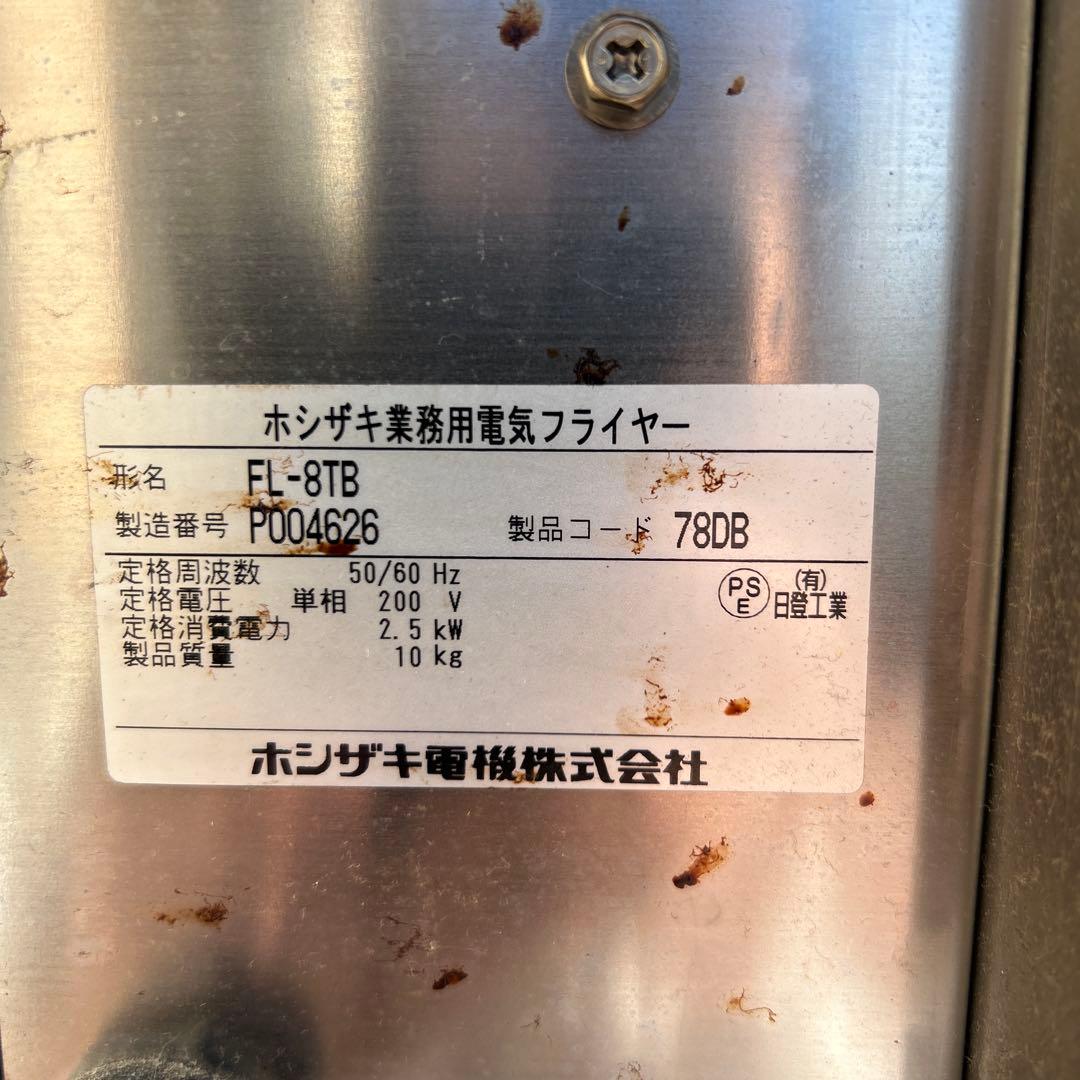 ホシザキ業務用電気フライヤー
形名 FL-8TB
製造番号 P004626 製品コード 78DB
定格周波数 50/60 Hz
定格電圧 単相 200 V
定格消費電力 2.5 kW
製品質量 10 kg
PSE (有)日登工業
ホシザキ電機株式会社